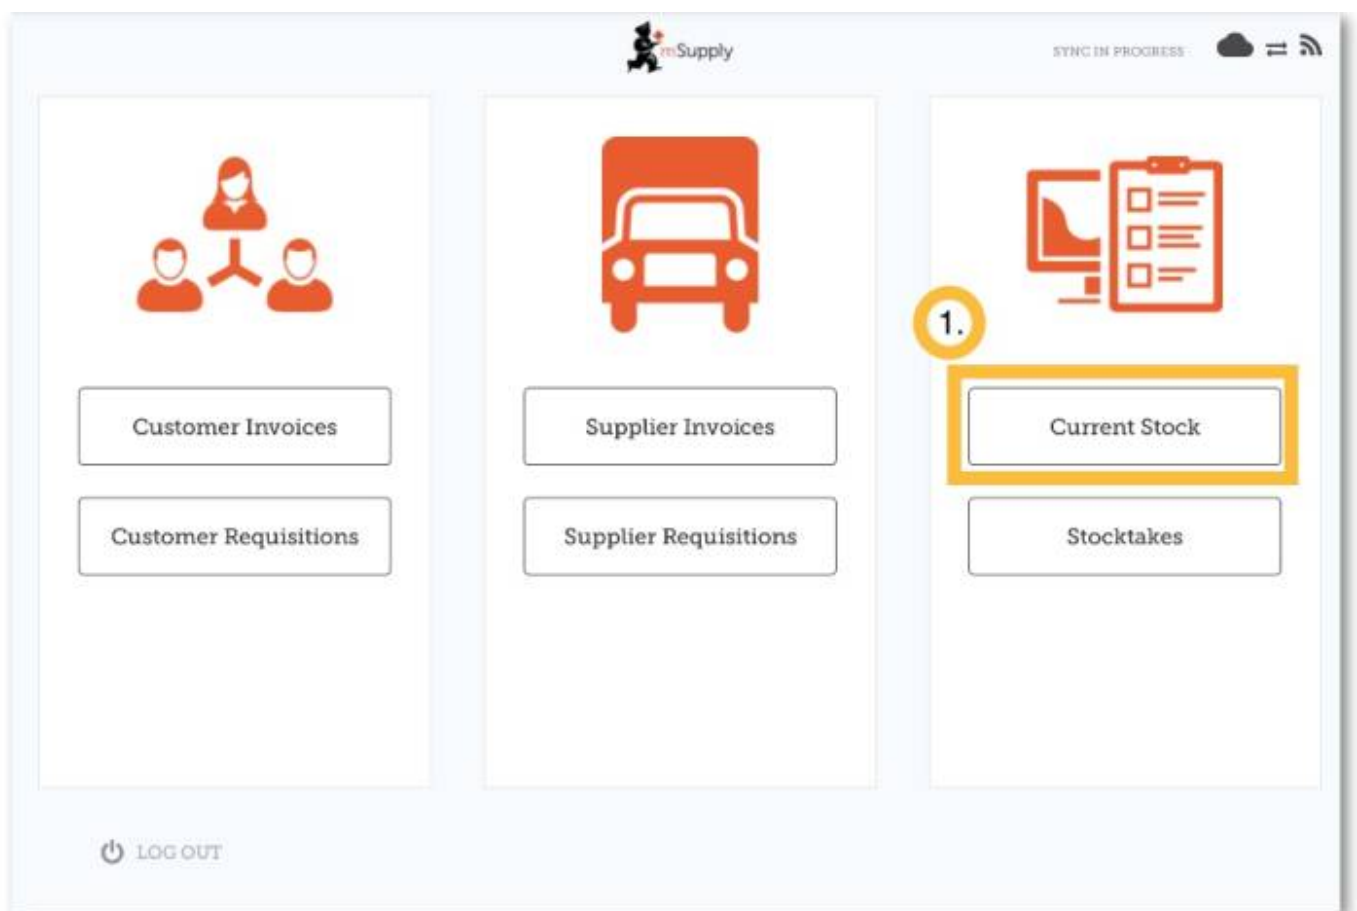 mSupply
SYNC IN PROGRESS
1.
Customer Invoices
Supplier Invoices
Current Stock
Customer Requisitions
Supplier Requisitions
Stocktakes
LOG OUT